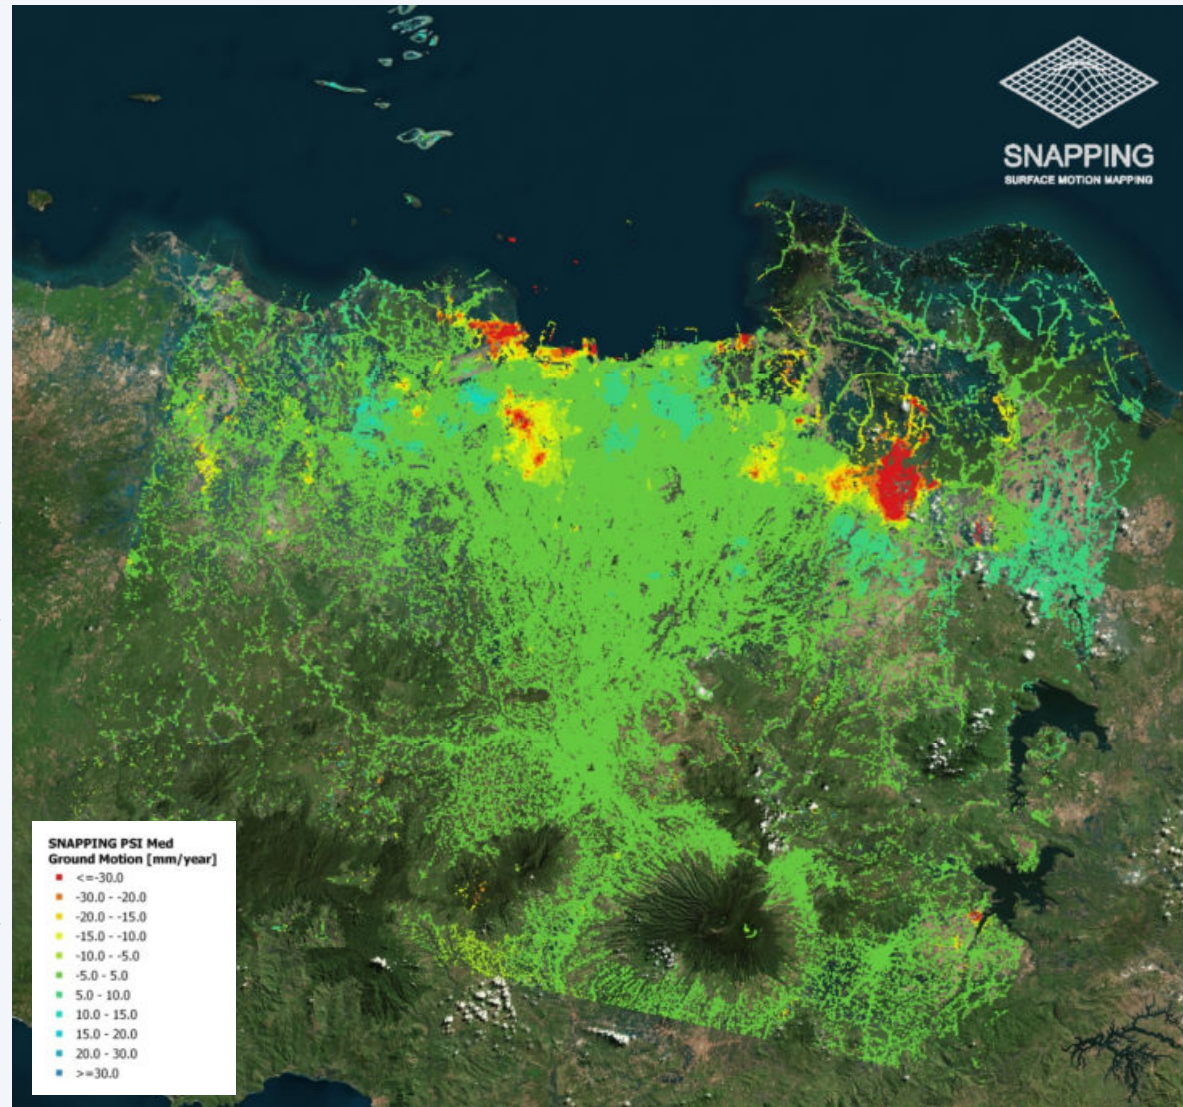 SNAPPING
SURFACE MOTION MAPPING
SNAPPING PSI Med
Ground Motion [mm/year]
<=-30.0
-30.0 - -20.0
-20.0 - -15.0
-15.0 - -10.0
-10.0 - -5.0
-5.0 - 5.0
5.0 - 10.0
10.0 - 15.0
15.0 - 20.0
20.0 - 30.0
>=30.0